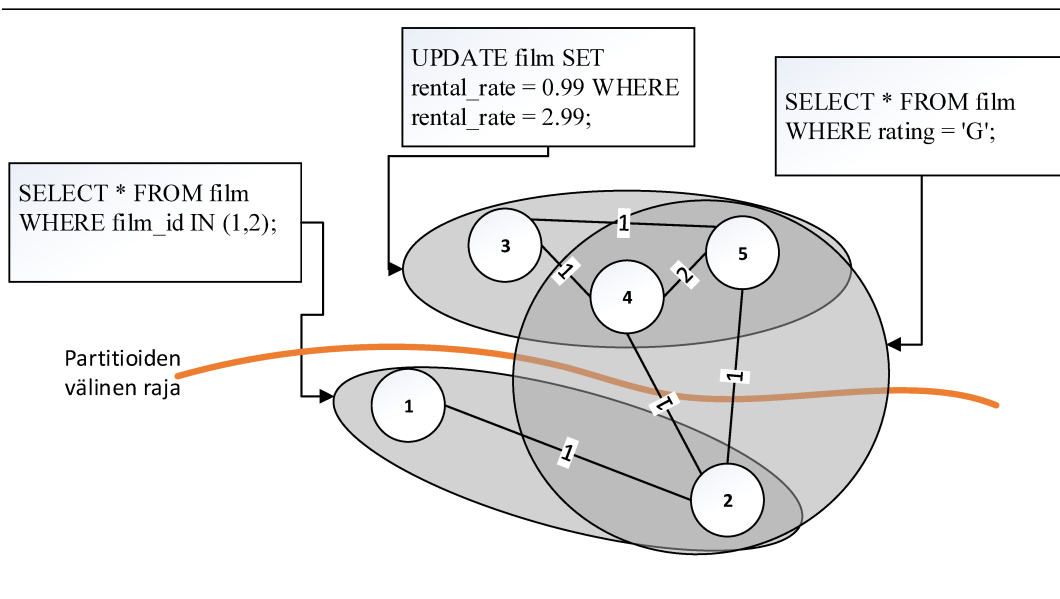 UPDATE film SET
rental_rate = 0.99 WHERE
rental_rate = 2.99;
SELECT * FROM film
WHERE rating = 'G';
SELECT * FROM film
WHERE film_id IN (1,2);
1
3
5
1
2
4
Partitioiden
välinen raja
1
1
1
1
2